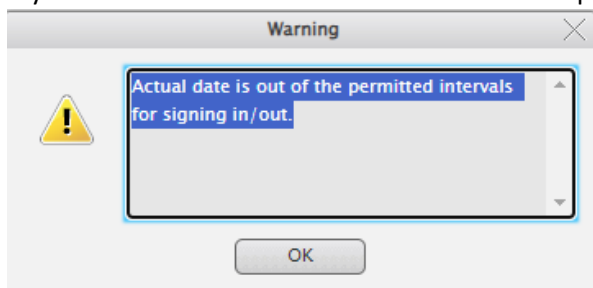 Warning
Actual date is out of the permitted intervals
for signing in/out.
OK